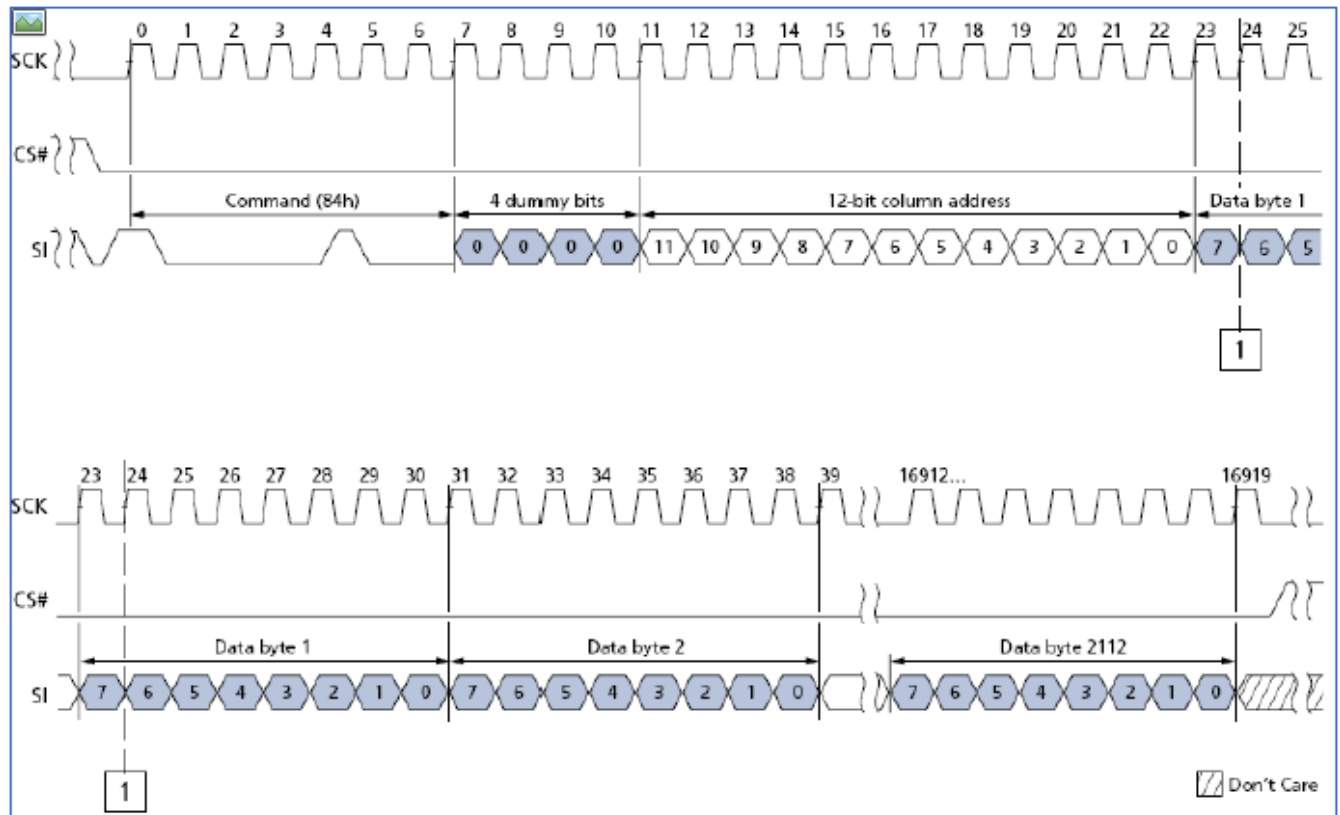 0 1 2 3 4 5 6 7 8 9 10 11 12 13 14 15 16 17 18 19 20 21 22 23 24 25
SCK
CS#
Command (84h) 4 dummy bits 12-bit column address Data byte 1
SI 0 0 0 0 11 10 9 8 7 6 5 4 3 2 1 0 7 6 5
1
23 24 25 26 27 28 29 30 31 32 33 34 35 36 37 38 39 16912... 16919
SCK
CS#
Data byte 1 Data byte 2 Data byte 2112
SI 7 6 5 4 3 2 1 0 7 6 5 4 3 2 1 0 7 6 5 4 3 2 1 0
1
Don't Care